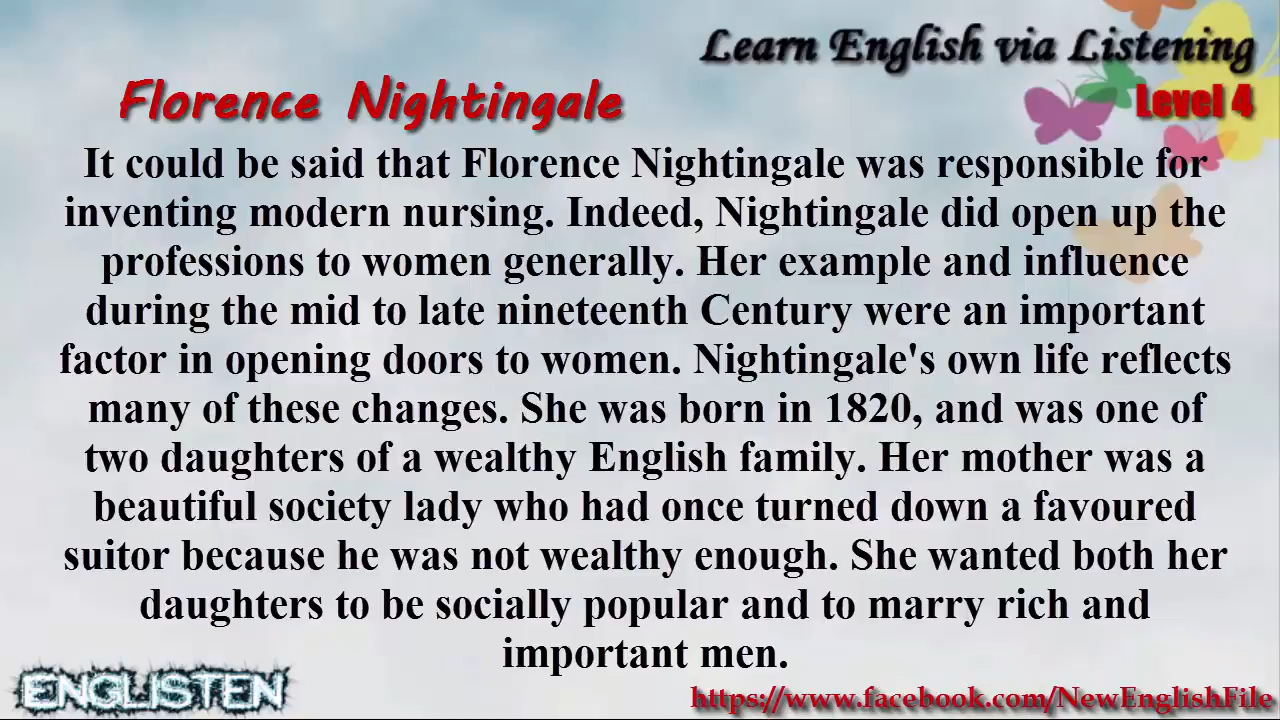 Learn English via Listening
Florence Nightingale
Level 4
It could be said that Florence Nightingale was responsible for
inventing modern nursing. Indeed, Nightingale did open up the
professions to women generally. Her example and influence
during the mid to late nineteenth Century were an important
factor in opening doors to women. Nightingale's own life reflects
many of these changes. She was born in 1820, and was one of
two daughters of a wealthy English family. Her mother was a
beautiful society lady who had once turned down a favoured
suitor because he was not wealthy enough. She wanted both her
daughters to be socially popular and to marry rich and
important men.
ENGLISTEN
https://www.facebook.com/NewEnglishFile